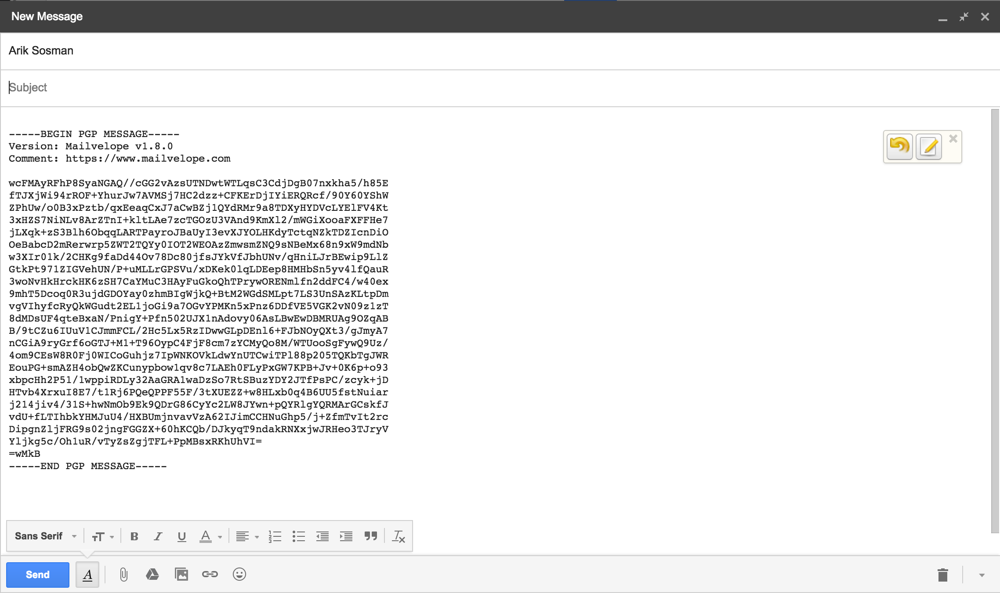 New Message
Arik Sosman
Subject
-----BEGIN PGP MESSAGE-----
Version: Mailvelope v1.8.0
Comment: https://www.mailvelope.com
wcFMAyRFhP8SyaNGAQ//cGG2vAzsUTNDwtWTLqsC3CdjDgB07nxkha5/h85E
fTJXjWi94rROF+YhurJw7AVMSj7HC2dzz+CFKErDjIYiERQRcf/90Y60YShW
ZPhUw/o0B3xPztb/qxEeaqCxJ7aCwBZj1QYdRMr9a8TDXyHYDVcLYElFV4Kt
3xHZS7NiNLv8ArZTnI+kltLAe7zcTGOzU3VAnd9KmXl2/mWGiXooaFXFFHe7
jLXqk+zS3Blh6ObqqLARTPayroJBaUyI3evXJYOLHKdyTctqNZkTDZIcnDiO
OeBabcD2mRerwrp5ZWT2TQYy0IOT2WEOAzZmwsmZNQ9sNBeMx68n9xW9mdNb
w3XIr01k/2CHKg9faDd44Ov78Dc80jfsJYkVfJbhUNv/qHniLJrBEwip9LlZ
GtkPt971ZIGVehUN/P+uMLLrGPSVu/xDKek0lqLDEep8HMHbSn5yv4lfQauR
3woNvHkHrckHK6zSH7CaYMuC3HAyFuGkoQhTPrywORENmlfn2ddFC4/w40ex
9mhT5Dcoq0R3ujdGDOYay0zhmBIgWjkQ+BtM2WGdSMLpt7LS3UnSAzKLtpDm
vgVIhyfcRyQkWGudt2EL1joGi9a7OGvYPMKn5xPnz6DDfVE5VGK2vN09z1zT
8dMDsUF4qteBxaN/PnigY+Pfn502UJX1nAdovy06AsLBwEwDBMRUAg9OZqAB
B/9tCZu6IUuV1CJmmFCL/2Hc5Lx5RzIDwwGLpDEnl6+FJbNOyQXt3/gJmyA7
nCGiA9ryGrf6oGTJ+M1+T96OypC4FjF8cm7zYCMyQo8M/WTUooSgFywQ9Uz/
4om9CEsW8R0Fj0WICoGuhjz7IpWNKOVkLdwYnUTCwiTPl88p205TQKbTgJWR
EouPG+smAZH4obQwZKCunypbow1qv8c7LAEh0FLyPxGW7KPB+Jv+0K6p+o93
xbpcHh2P51/1wppiRDLy32AaGRA1waDzSo7RtSBuzYDY2JTfPsPC/zcyk+jD
HTvb4XrxuI8E7/t1Rj6PQeQPPF55F/3tXUEZZ+w8HLxb0q4B6UU5fstNuiar
j214jiv4/31S+hwNmOb9Ek9QDrG86CyYc2LW8JYwn+pQYRlgYQRMArGCskfJ
vdU+fLTIhbkYHMJuU4/HXBUmjnvavVzA62IJimCCHNuGhp5/j+ZfmTvIt2rc
DipgnZljFRG9s02jngFGGZX+60hKCQb/DJkyqT9ndakRNXxjwJRHeo3TJryV
Yljkg5c/Oh1uR/vTyZsZgjTFL+PpMBsxRKhUhVI=
=wMkB
-----END PGP MESSAGE-----
Sans Serif
Send